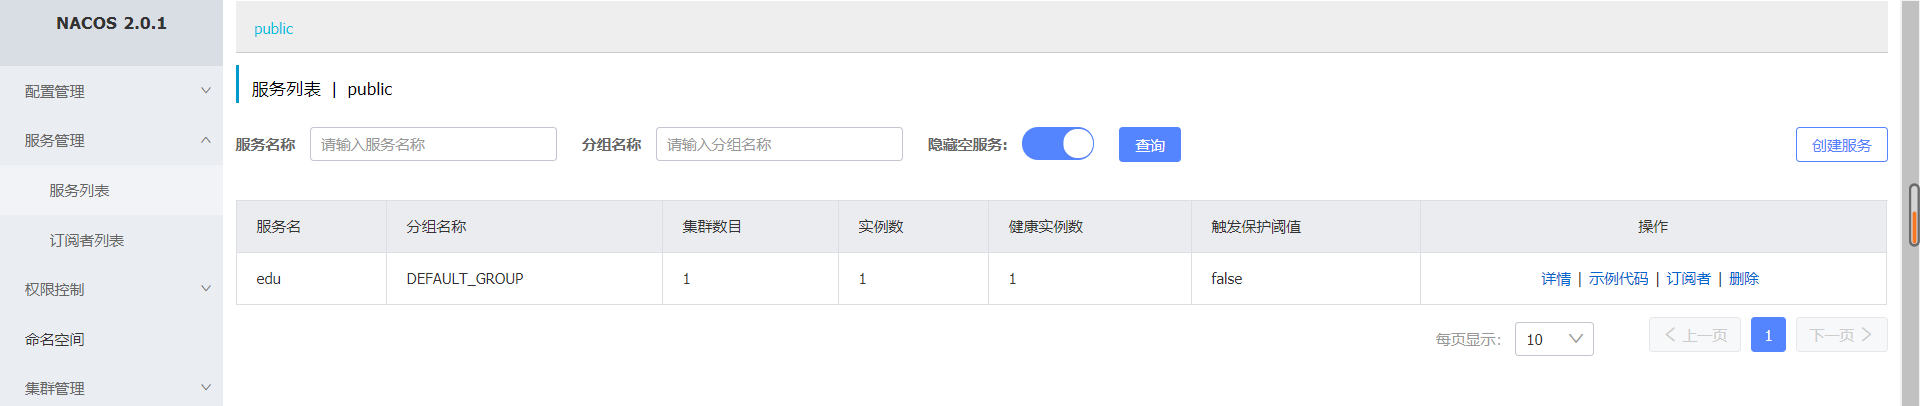 NACOS 2.0.1
配置管理
服务管理
服务列表
订阅者列表
权限控制
命名空间
集群管理
public
服务列表 | public
服务名称 请输入服务名称 分组名称 请输入分组名称 隐藏空服务: 查询 创建服务
服务名 分组名称 集群数目 实例数 健康实例数 触发保护阈值 操作
edu DEFAULT_GROUP 1 1 1 false 详情 | 示例代码 | 订阅者 | 删除
每页显示: 10 上一页 1 下一页